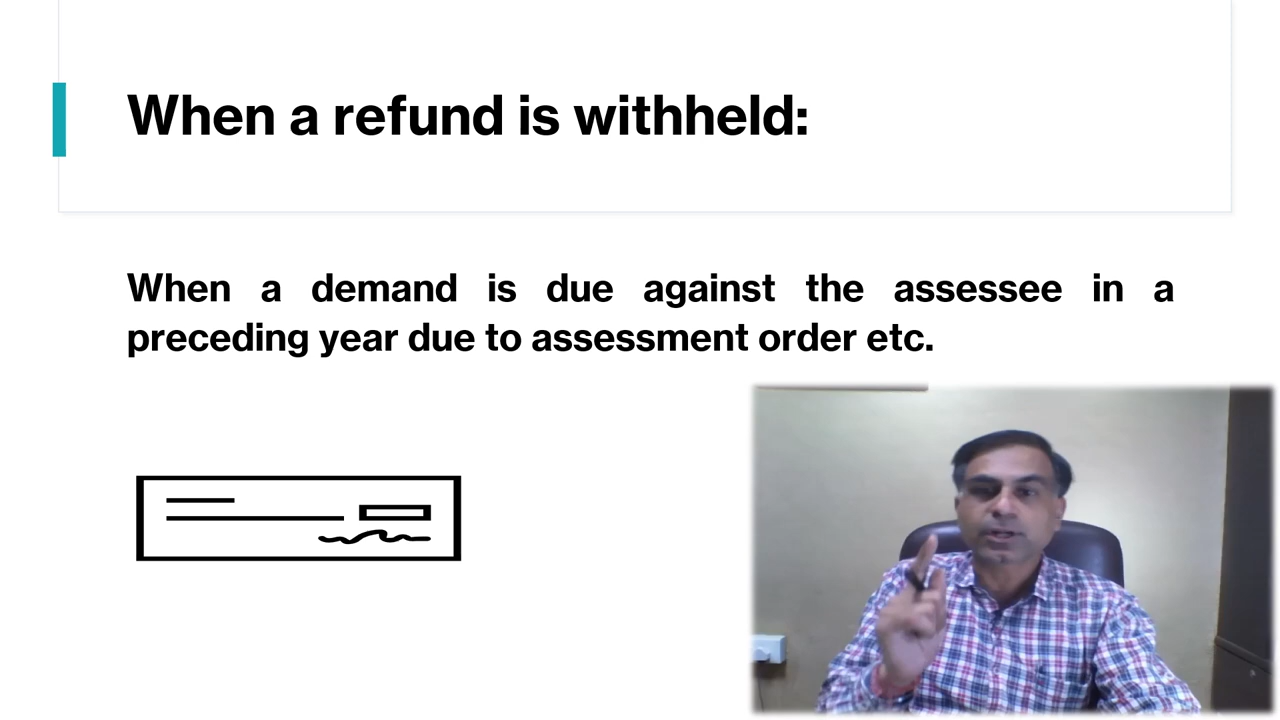 When a refund is withheld:
When a demand is due against the assessee in a
preceding year due to assessment order etc.